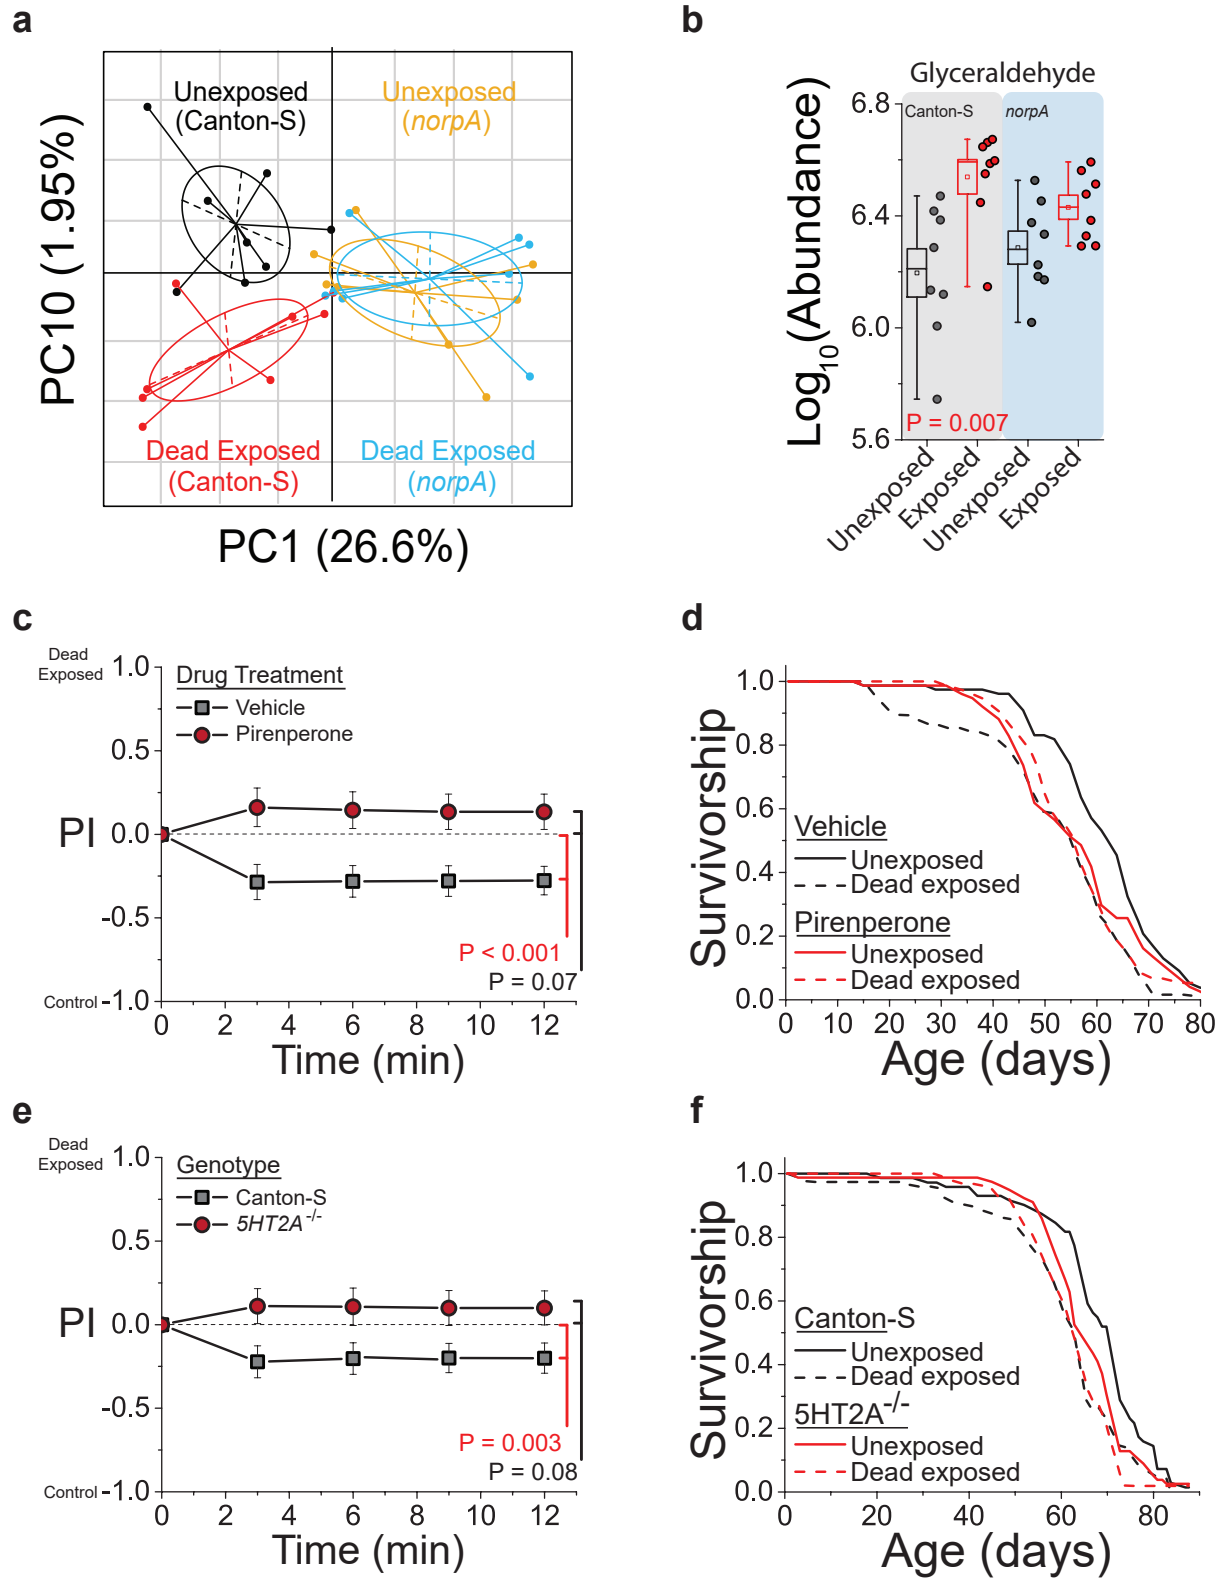 a
Unexposed
(Canton-S)
Unexposed
(norpA)
Dead Exposed
(Canton-S)
Dead Exposed
(norpA)
PC10 (1.95%)
PC1 (26.6%)
b
Glyceraldehyde
Canton-S
norpA
Log10(Abundance)
6.8
6.4
6.0
5.6
P = 0.007
Unexposed
Exposed
Unexposed
Exposed
c
Dead
Exposed
1.0
0.5
0.0
-0.5
-1.0
Control
PI
Drug Treatment
Vehicle
Pirenperone
P < 0.001
P = 0.07
0 2 4 6 8 10 12
Time (min)
d
Survivorship
1.0
0.8
0.6
0.4
0.2
0.0
Vehicle
Unexposed
Dead exposed
Pirenperone
Unexposed
Dead exposed
0 10 20 30 40 50 60 70 80
Age (days)
e
Dead
Exposed
1.0
0.5
0.0
-0.5
-1.0
Control
PI
Genotype
Canton-S
5HT2A-/-
P = 0.003
P = 0.08
0 2 4 6 8 10 12
Time (min)
f
Survivorship
1.0
0.8
0.6
0.4
0.2
0.0
Canton-S
Unexposed
Dead exposed
5HT2A-/-
Unexposed
Dead exposed
0 20 40 60 80
Age (days)